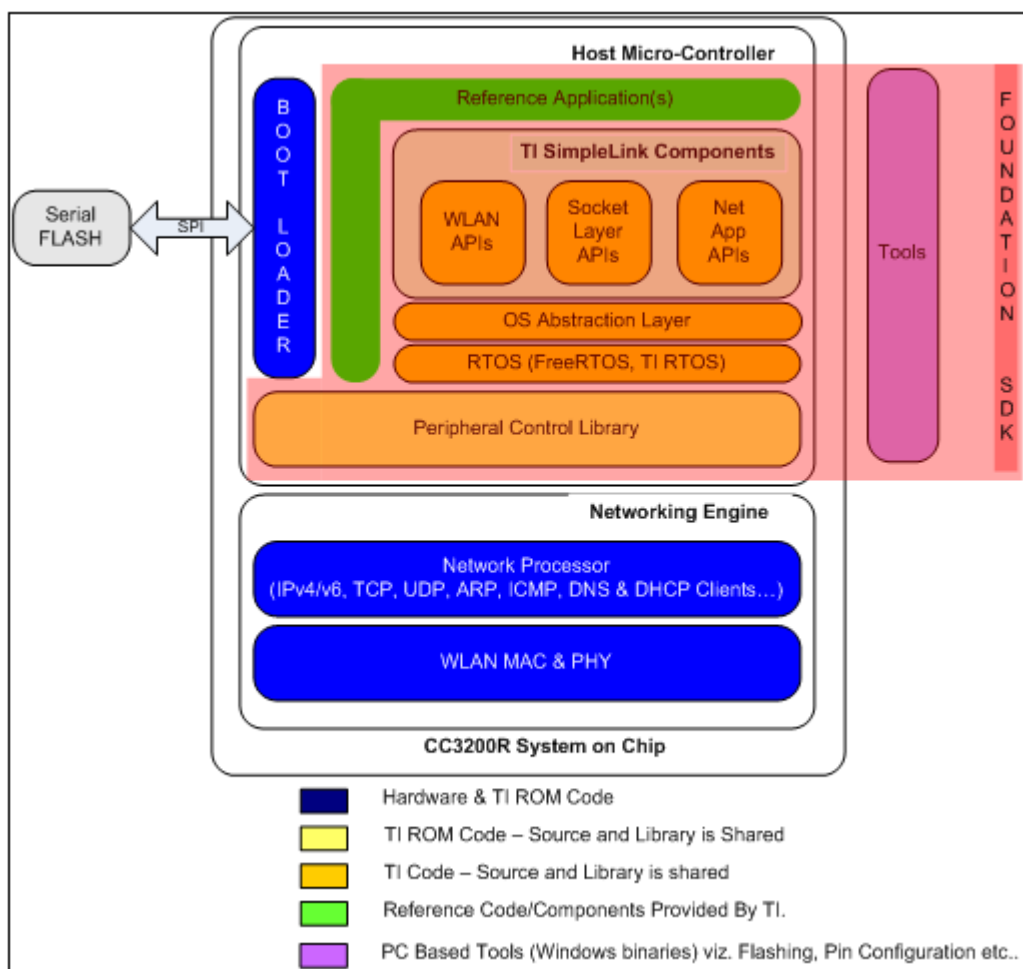 Host Micro-Controller
BOOT LOADER
Reference Application(s)
TI SimpleLink Components
WLAN
APIs
Socket
Layer
APIs
Net
App
APIs
Serial
FLASH
SPI
Tools
FOUNDATION SDK
OS Abstraction Layer
RTOS (FreeRTOS, TI RTOS)
Peripheral Control Library
Networking Engine
Network Processor
(IPv4/v6, TCP, UDP, ARP, ICMP, DNS & DHCP Clients…)
WLAN MAC & PHY
CC3200R System on Chip
Hardware & TI ROM Code
TI ROM Code – Source and Library is Shared
TI Code – Source and Library is shared
Reference Code/Components Provided By TI.
PC Based Tools (Windows binaries) viz. Flashing, Pin Configuration etc..